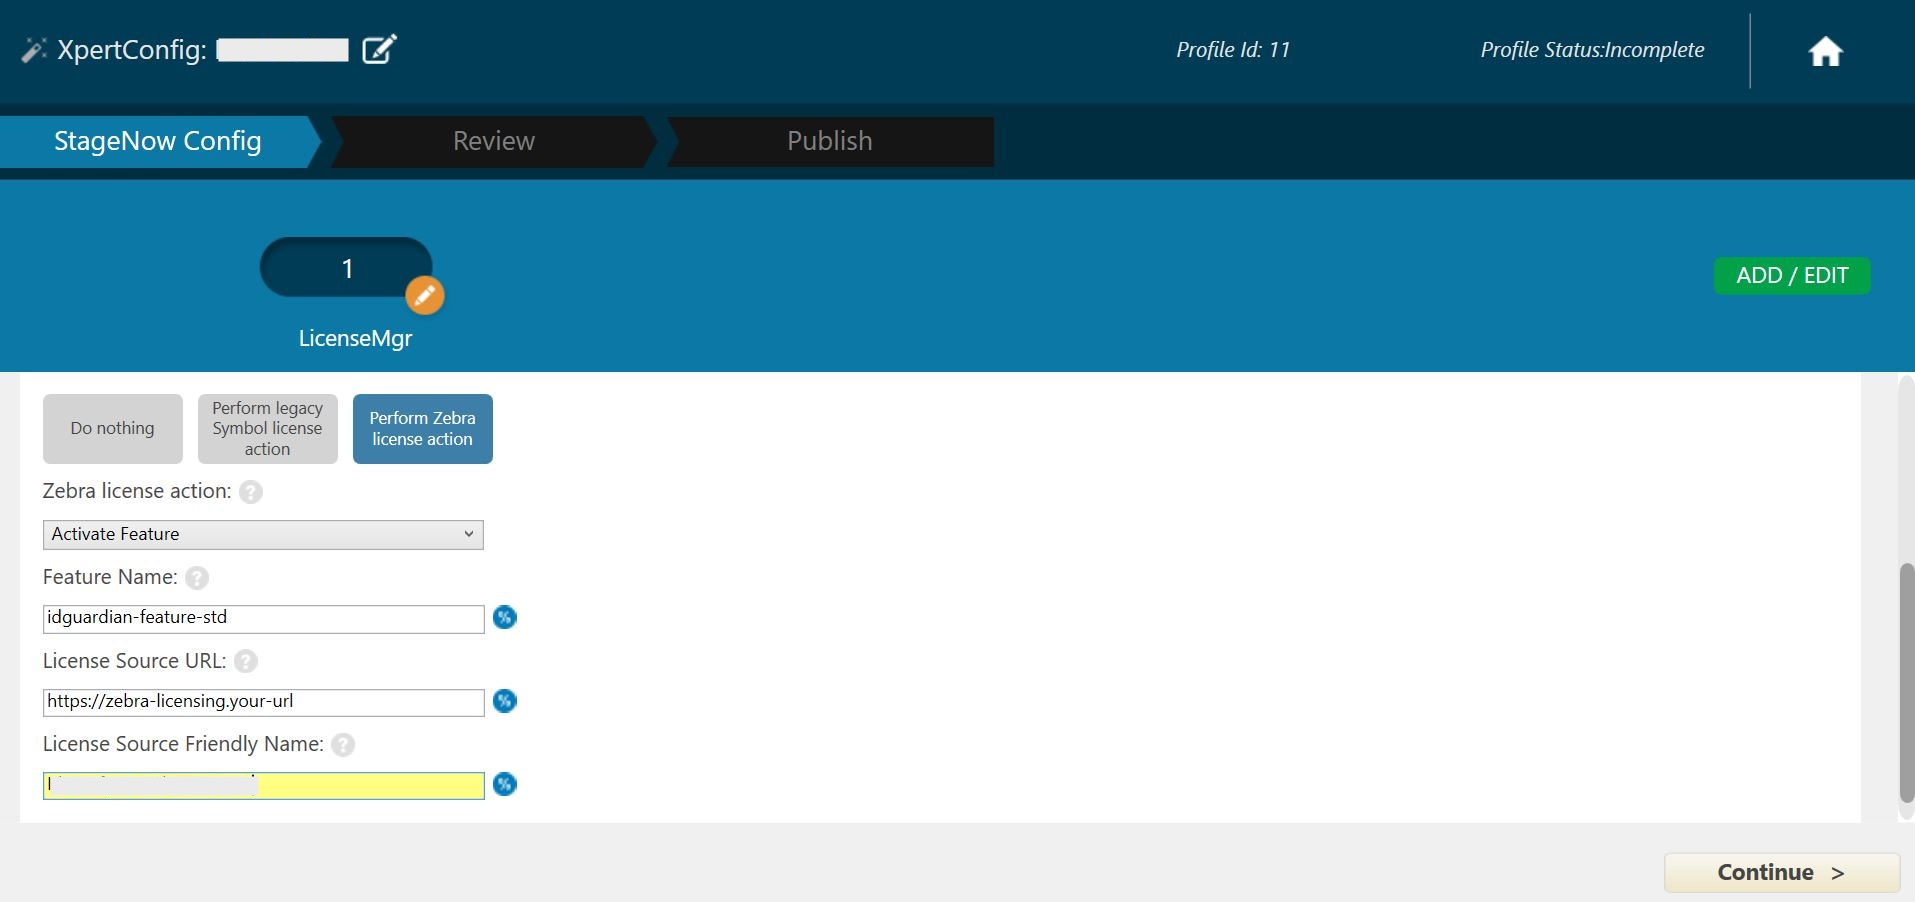 XpertConfig:
Profile Id: 11
Profile Status:Incomplete
StageNow Config
Review
Publish
1
LicenseMgr
ADD / EDIT
Do nothing
Perform legacy
Symbol license
action
Perform Zebra
license action
Zebra license action: ?
Activate Feature
Feature Name: ?
idguardian-feature-std
License Source URL: ?
https://zebra-licensing.your-url
License Source Friendly Name: ?
Continue >